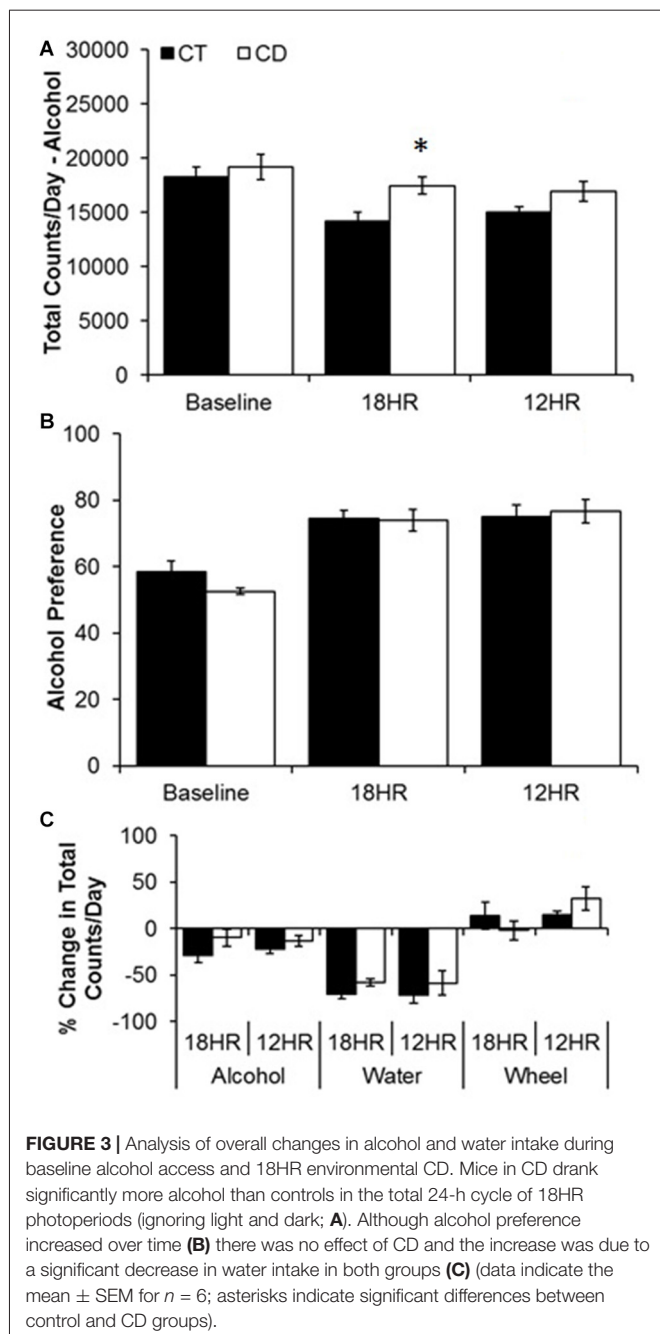 A
CT CD
Total Counts/Day - Alcohol
30000
25000
20000
15000
10000
5000
0
*
Baseline 18HR 12HR
B
Alcohol Preference
100
80
60
40
20
0
Baseline 18HR 12HR
C
% Change in Total
Counts/Day
100
50
0
-50
-100
18HR 12HR 18HR 12HR 18HR 12HR
Alcohol Water Wheel
FIGURE 3 | Analysis of overall changes in alcohol and water intake during
baseline alcohol access and 18HR environmental CD. Mice in CD drank
significantly more alcohol than controls in the total 24-h cycle of 18HR
photoperiods (ignoring light and dark; A). Although alcohol preference
increased over time (B) there was no effect of CD and the increase was due to
a significant decrease in water intake in both groups (C) (data indicate the
mean ± SEM for n = 6; asterisks indicate significant differences between
control and CD groups).